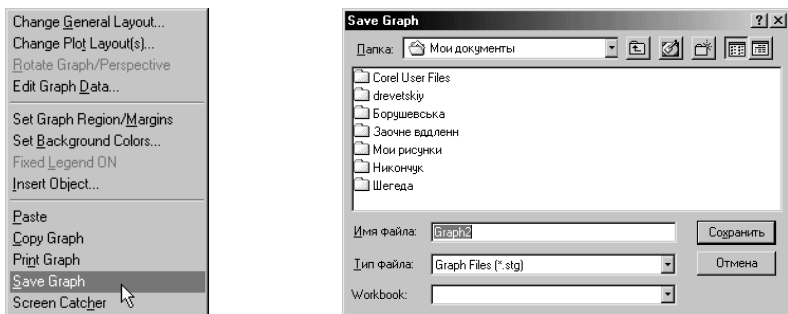 Change General Layout...
Change Plot Layout(s)...
Rotate Graph/Perspective
Edit Graph Data...
Set Graph Region/Margins
Set Background Colors...
Fixed Legend ON
Insert Object...
Paste
Copy Graph
Print Graph
Save Graph
Screen Catcher
Save Graph
Папка: Мои документы
Corel User Files
drevetskiy
Борушевська
Заочне вддленн
Мои рисунки
Никончук
Шегеда
Имя файла: Graph2 Сохранить
Тип файла: Graph Files (*.stg) Отмена
Workbook: